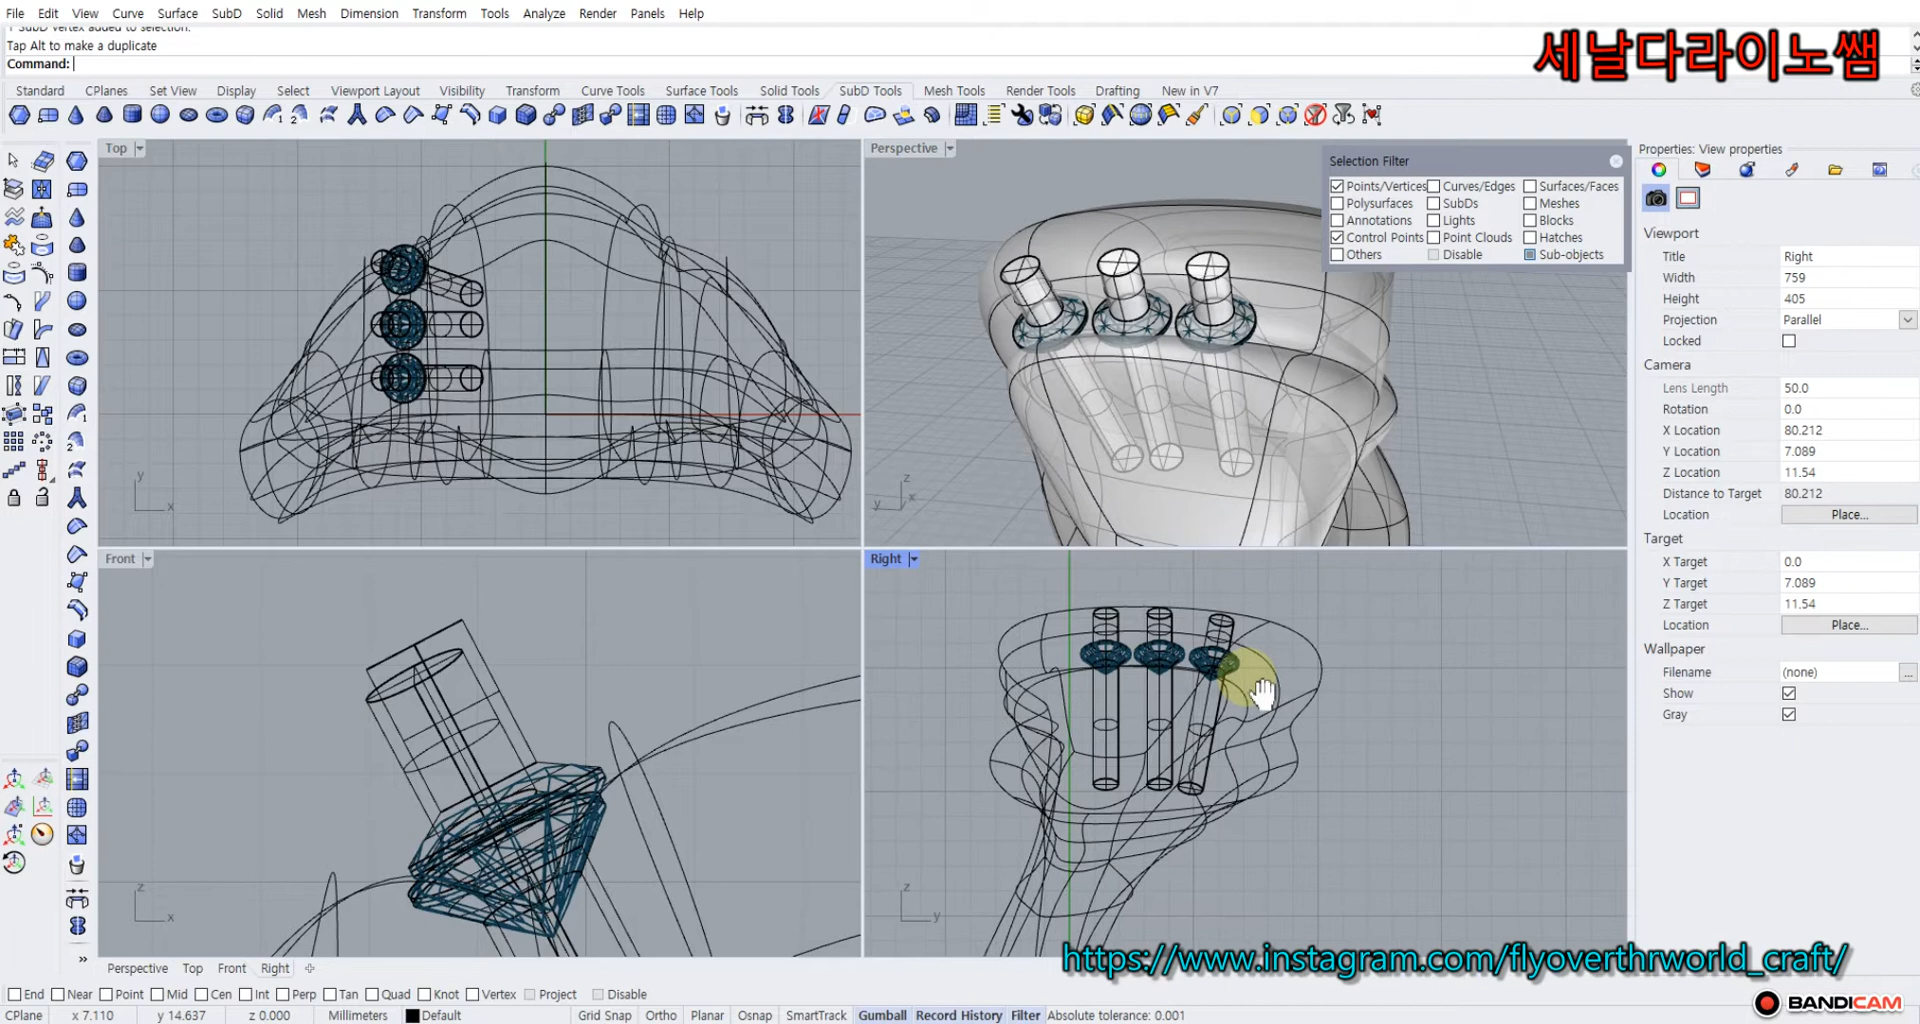 File Edit View Curve Surface SubD Solid Mesh Dimension Transform Tools Analyze Render Panels Help
1 SubD vertex added to selection.
Tap Alt to make a duplicate
Command:
세날다라이노쌤
Standard CPlanes Set View Display Select Viewport Layout Visibility Transform Curve Tools Surface Tools Solid Tools SubD Tools Mesh Tools Render Tools Drafting New in V7
Top
Perspective
Selection Filter
Points/Vertices Curves/Edges Surfaces/Faces
Polysurfaces SubDs Meshes
Annotations Lights Blocks
Control Points Point Clouds Hatches
Others Disable Sub-objects
y
x
z
y
x
Front
Right
z
x
z
y
Properties: View properties
Viewport
Title Right
Width 759
Height 405
Projection Parallel
Locked
Camera
Lens Length 50.0
Rotation 0.0
X Location 80.212
Y Location 7.089
Z Location 11.54
Distance to Target 80.212
Location Place...
Target
X Target 0.0
Y Target 7.089
Z Target 11.54
Location Place...
Wallpaper
Filename (none) ...
Show
Gray
https://www.instagram.com/flyoverthrworld_craft/
Perspective Top Front Right
End Near Point Mid Cen Int Perp Tan Quad Knot Vertex Project Disable
CPlane x 7.110 y 14.637 z 0.000 Millimeters Default Grid Snap Ortho Planar Osnap SmartTrack Gumball Record History Filter Absolute tolerance: 0.001
BANDICAM